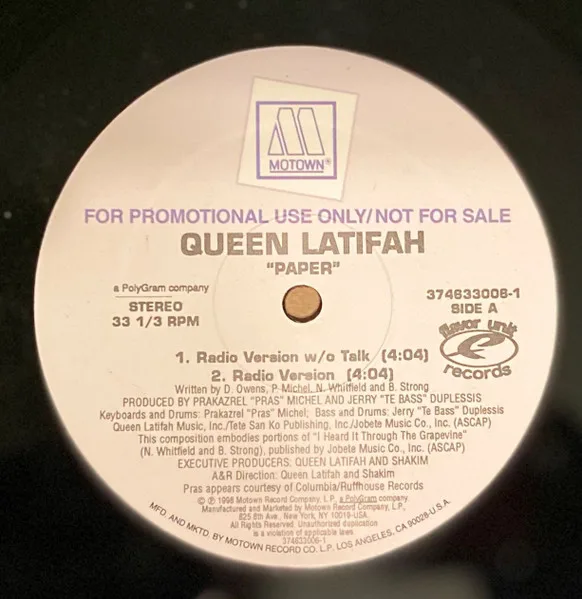 MOTOWN®
FOR PROMOTIONAL USE ONLY/NOT FOR SALE
QUEEN LATIFAH
"PAPER"
a PolyGram company
STEREO
33 1/3 RPM
374633006-1
SIDE A
flavor unit
records
1. Radio Version w/o Talk (4:04)
2. Radio Version (4:04)
Written by D. Owens, P. Michel, N. Whitfield and B. Strong
PRODUCED BY PRAKAZREL "PRAS" MICHEL AND JERRY "TE BASS" DUPLESSIS
Keyboards and Drums: Prakazrel "Pras" Michel; Bass and Drums: Jerry "Te Bass" Duplessis
Queen Latifah Music, Inc./Tete San Ko Publishing, Inc./Jobete Music Co., Inc. (ASCAP)
This composition embodies portions of "I Heard It Through The Grapevine"
(N. Whitfield and B. Strong), published by Jobete Music Co., Inc. (ASCAP)
EXECUTIVE PRODUCERS: QUEEN LATIFAH AND SHAKIM
A&R Direction: Queen Latifah and Shakim
Pras appears courtesy of Columbia/Ruffhouse Records
© ℗ 1998 Motown Record Company, L.P., a PolyGram company
Manufactured and Marketed by Motown Record Company, L.P.,
825 8th Ave., New York, NY 10019-USA.
All Rights Reserved. Unauthorized duplication
is a violation of applicable laws.
374633006-1
MFD. AND MKTD. BY MOTOWN RECORD CO. L.P. LOS ANGELES, CA 90028-U.S.A.